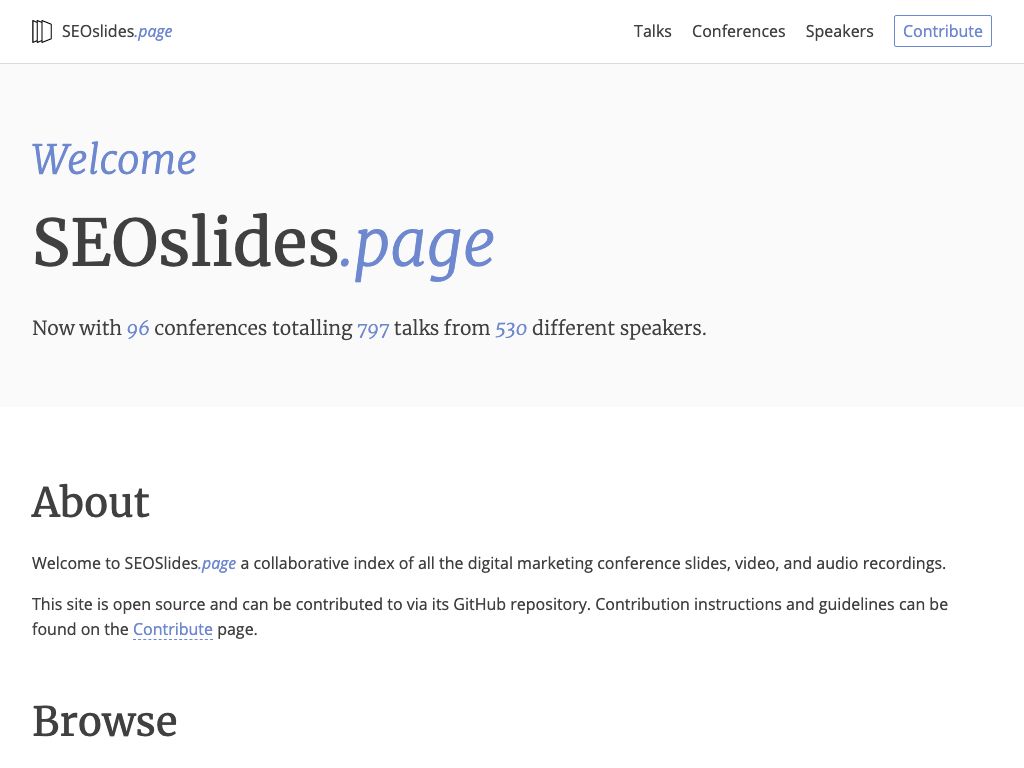 SEOslides.page
Talks
Conferences
Speakers
Contribute
Welcome
SEOslides.page
Now with 96 conferences totalling 797 talks from 530 different speakers.
About
Welcome to SEOSlides.page a collaborative index of all the digital marketing conference slides, video, and audio recordings.
This site is open source and can be contributed to via its GitHub repository. Contribution instructions and guidelines can be
found on the Contribute page.
Browse